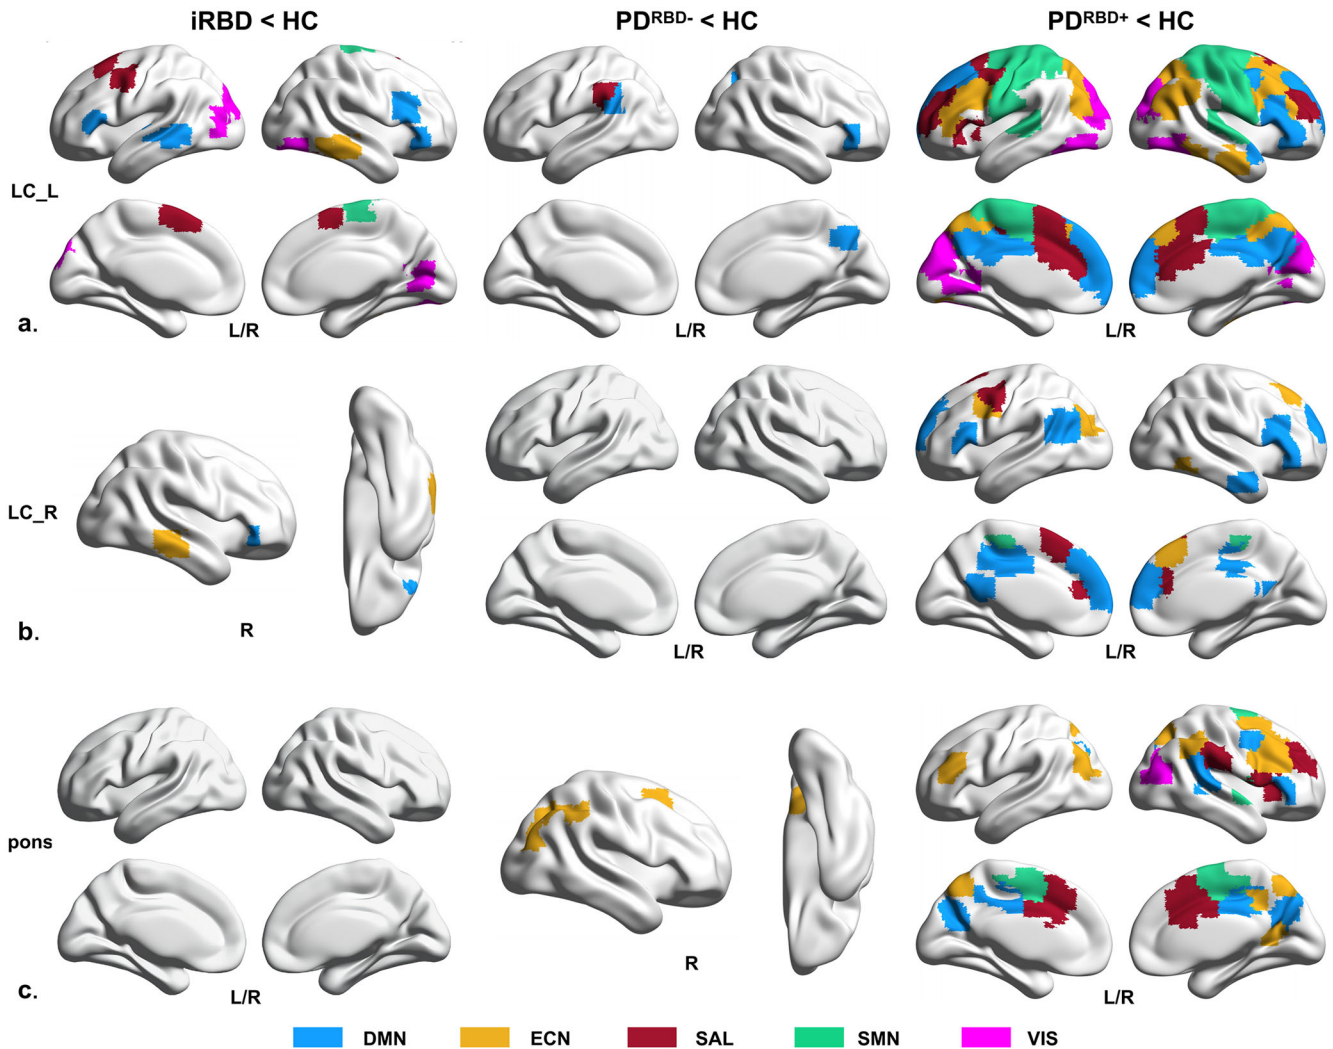 iRBD < HC
PDRBD- < HC
PDRBD+ < HC
LC_L
a.
L/R
L/R
L/R
LC_R
b.
R
L/R
L/R
pons
c.
L/R
R
L/R
DMN
ECN
SAL
SMN
VIS